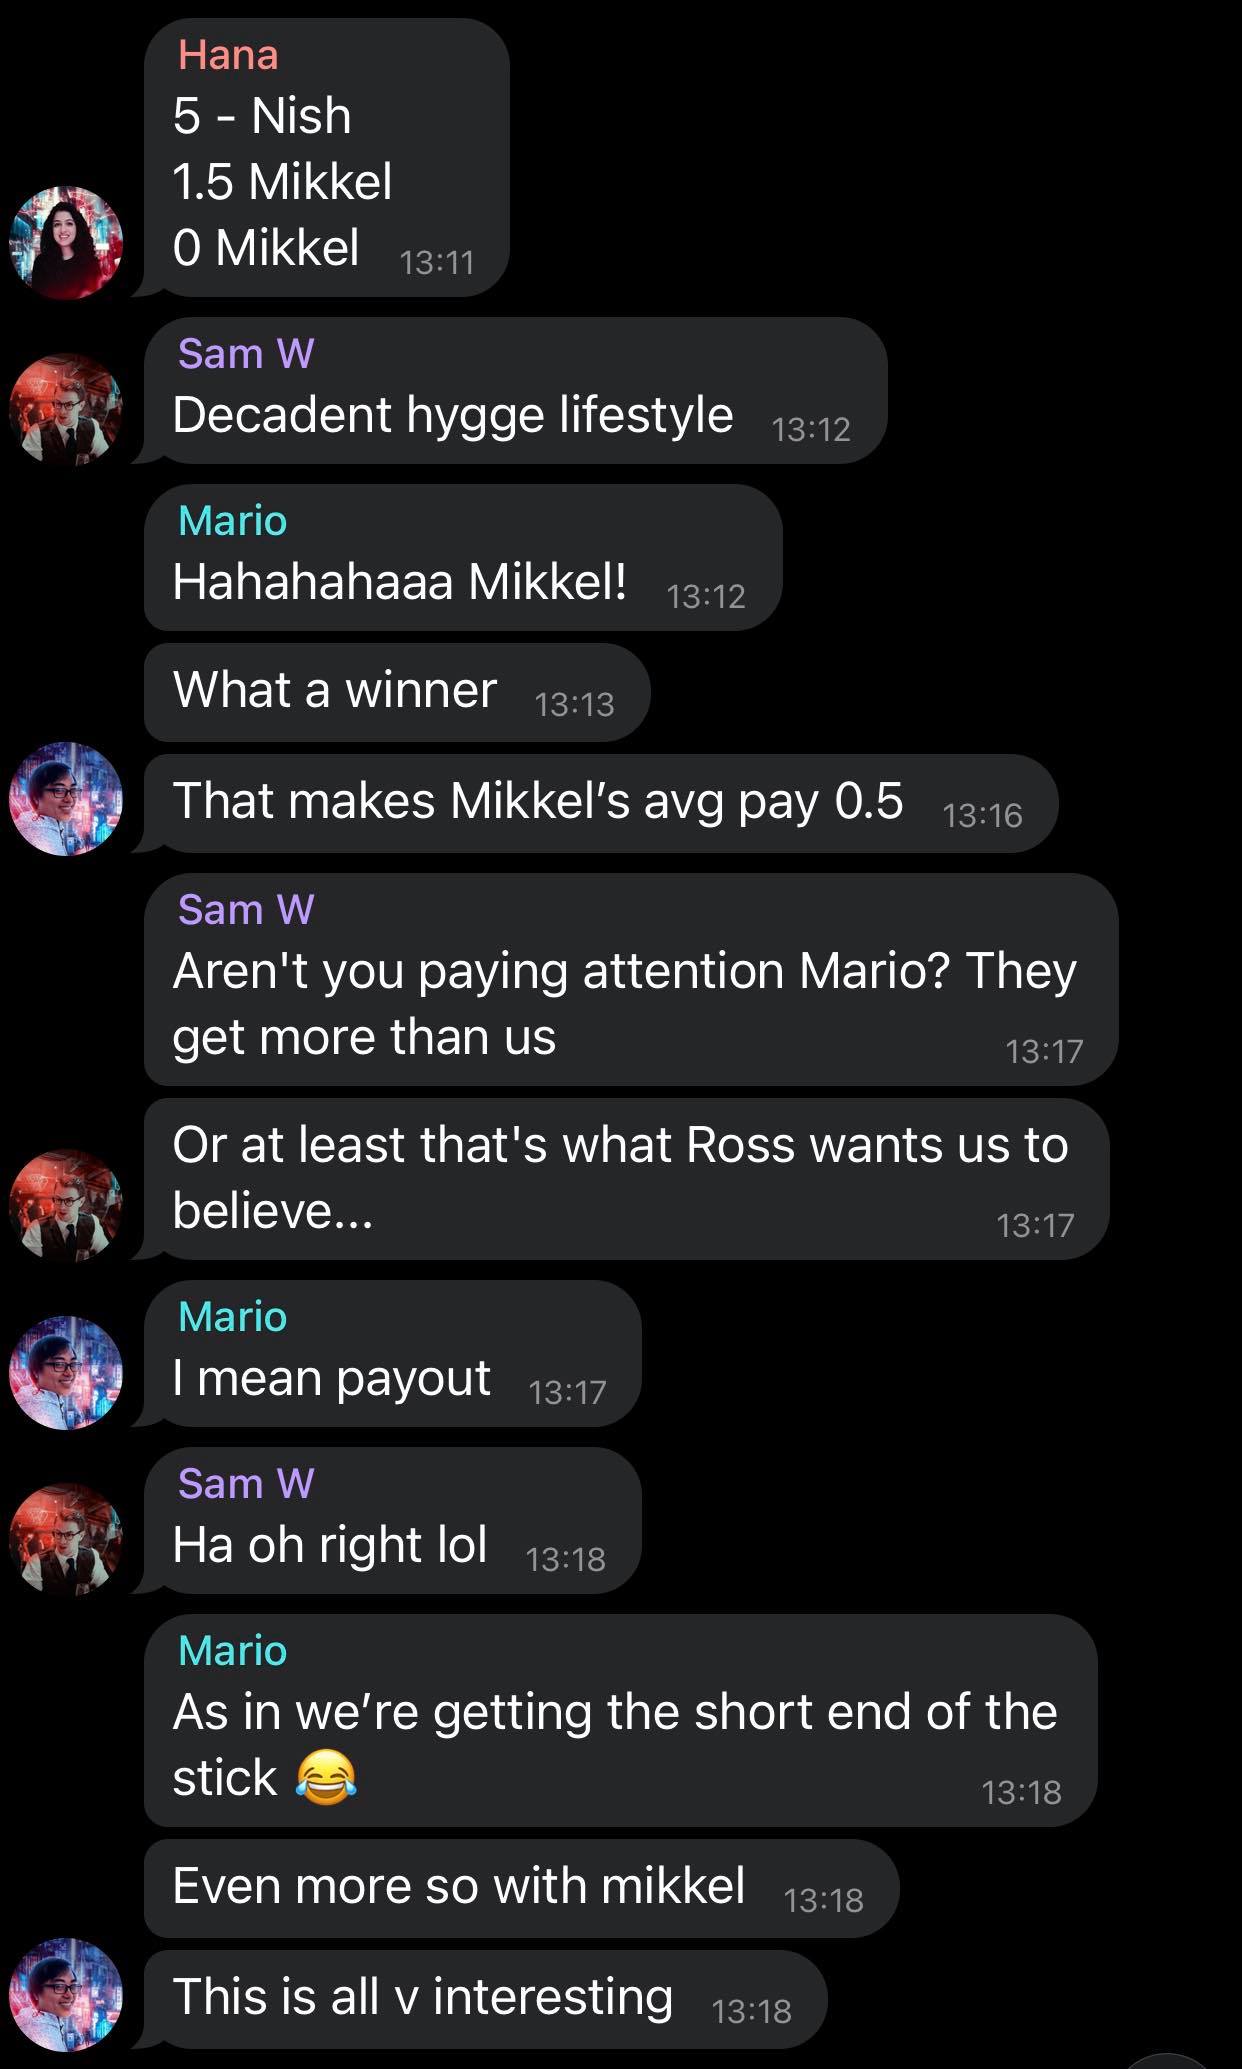 Hana
5 - Nish
1.5 Mikkel
0 Mikkel 13:11
Sam W
Decadent hygge lifestyle 13:12
Mario
Hahahahaaa Mikkel! 13:12
What a winner 13:13
That makes Mikkel’s avg pay 0.5 13:16
Sam W
Aren't you paying attention Mario? They
get more than us 13:17
Or at least that's what Ross wants us to
believe... 13:17
Mario
I mean payout 13:17
Sam W
Ha oh right lol 13:18
Mario
As in we’re getting the short end of the
stick 😂 13:18
Even more so with mikkel 13:18
This is all v interesting 13:18